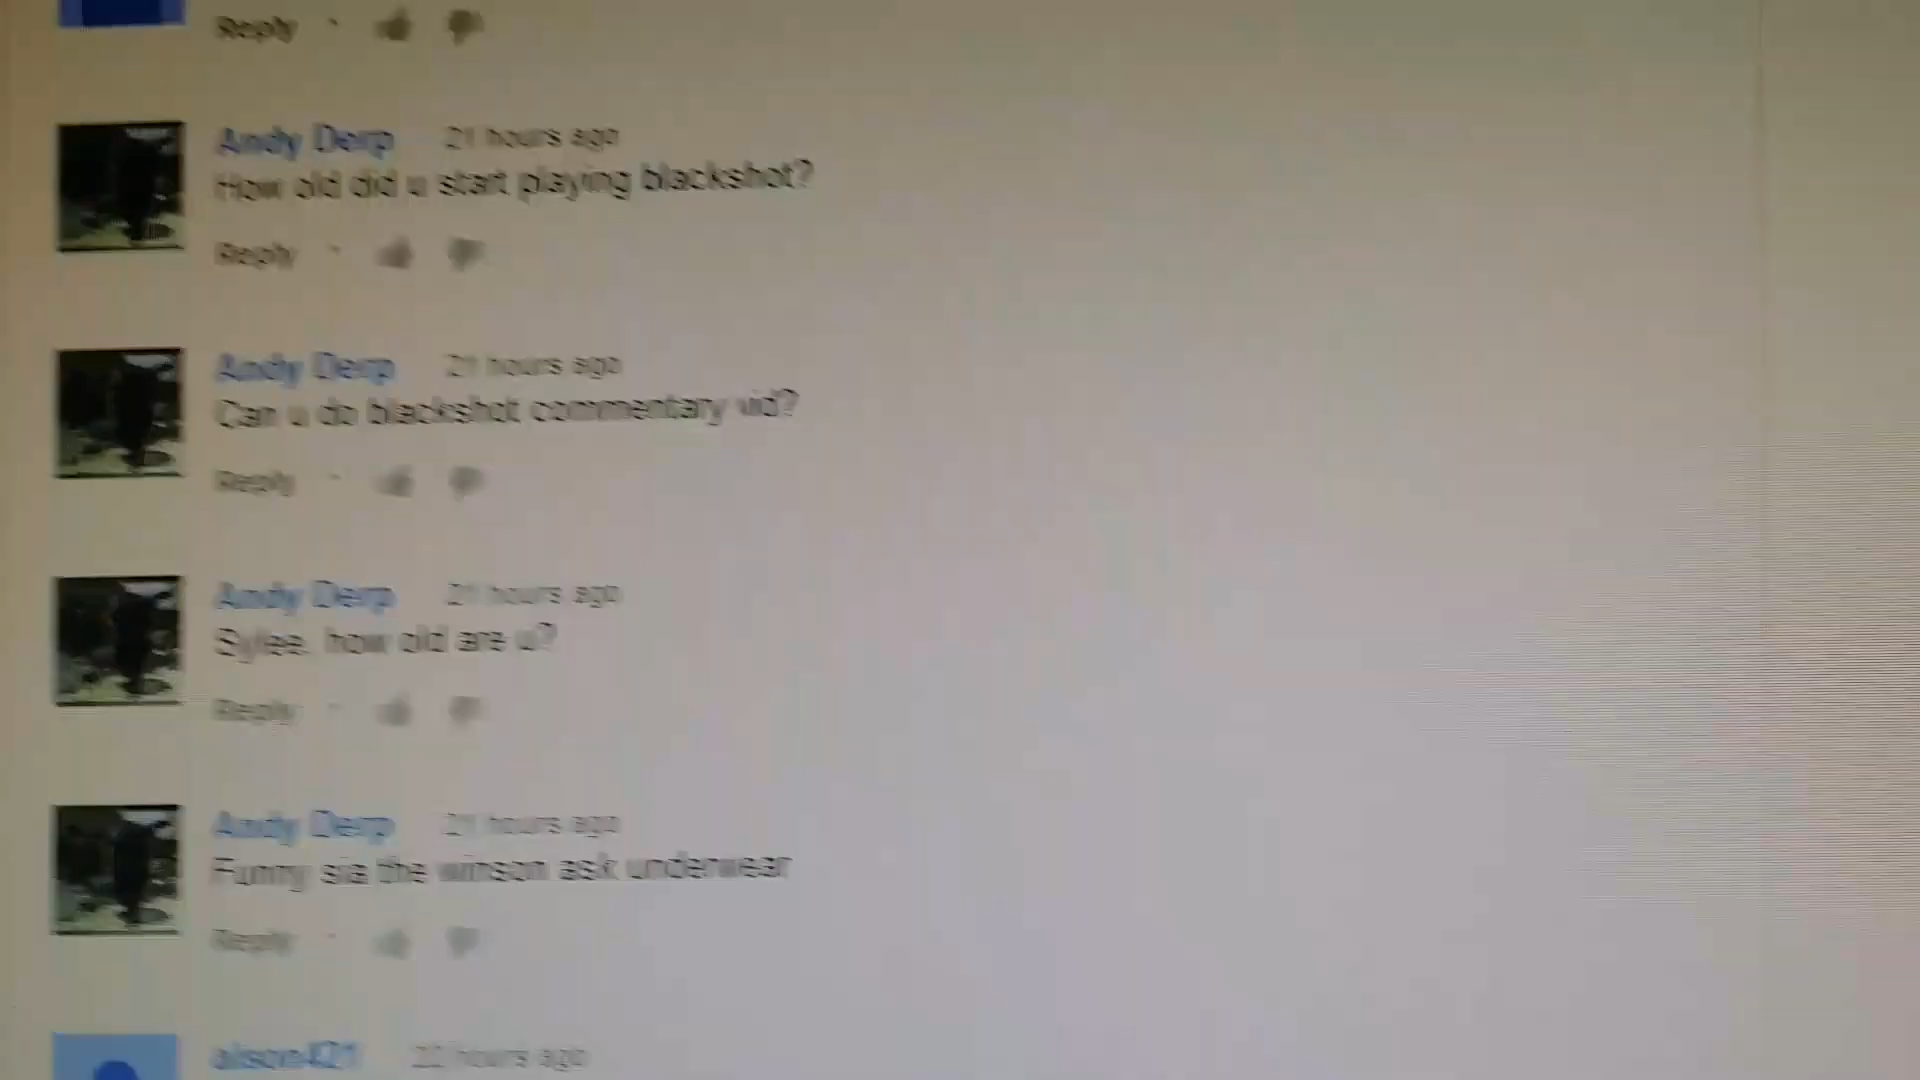 Reply
Andy Derp 21 hours ago
How old did u start playing blackshot?
Reply
Andy Derp 21 hours ago
Can u do blackshot commentary vid?
Reply
Andy Derp 21 hours ago
Sylee, how old are u?
Reply
Andy Derp 21 hours ago
Funny sia the winson ask underwear
Reply
alson421 22 hours ago